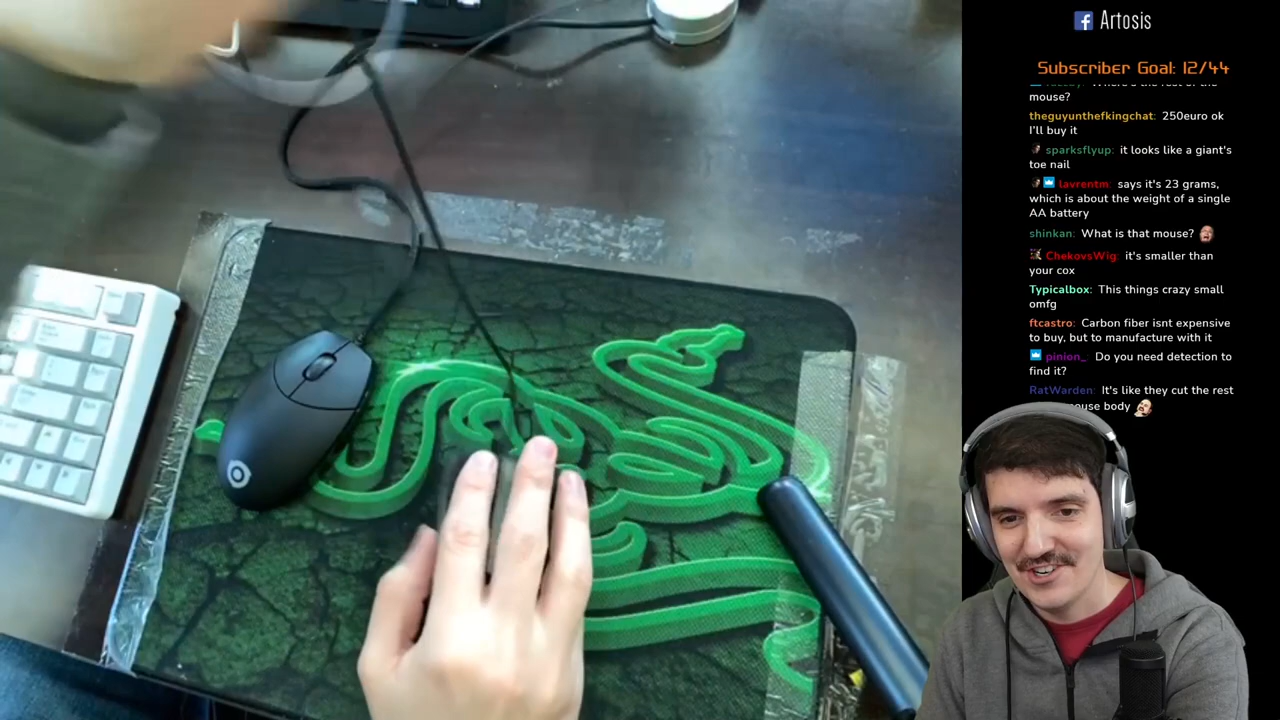 Artosis
Subscriber Goal: 12/44
mouse?
theguyunthefkingchat: 250euro ok
I'll buy it
sparksflyup: it looks like a giant's
toe nail
lavrentm: says it's 23 grams,
which is about the weight of a single
AA battery
shinkan: What is that mouse?
ChekovsWig: it's smaller than
your cox
Typicalbox: This things crazy small
omfg
ftcastro: Carbon fiber isnt expensive
to buy, but to manufacture with it
pinion_: Do you need detection to
find it?
RatWarden: It's like they cut the rest
mouse body